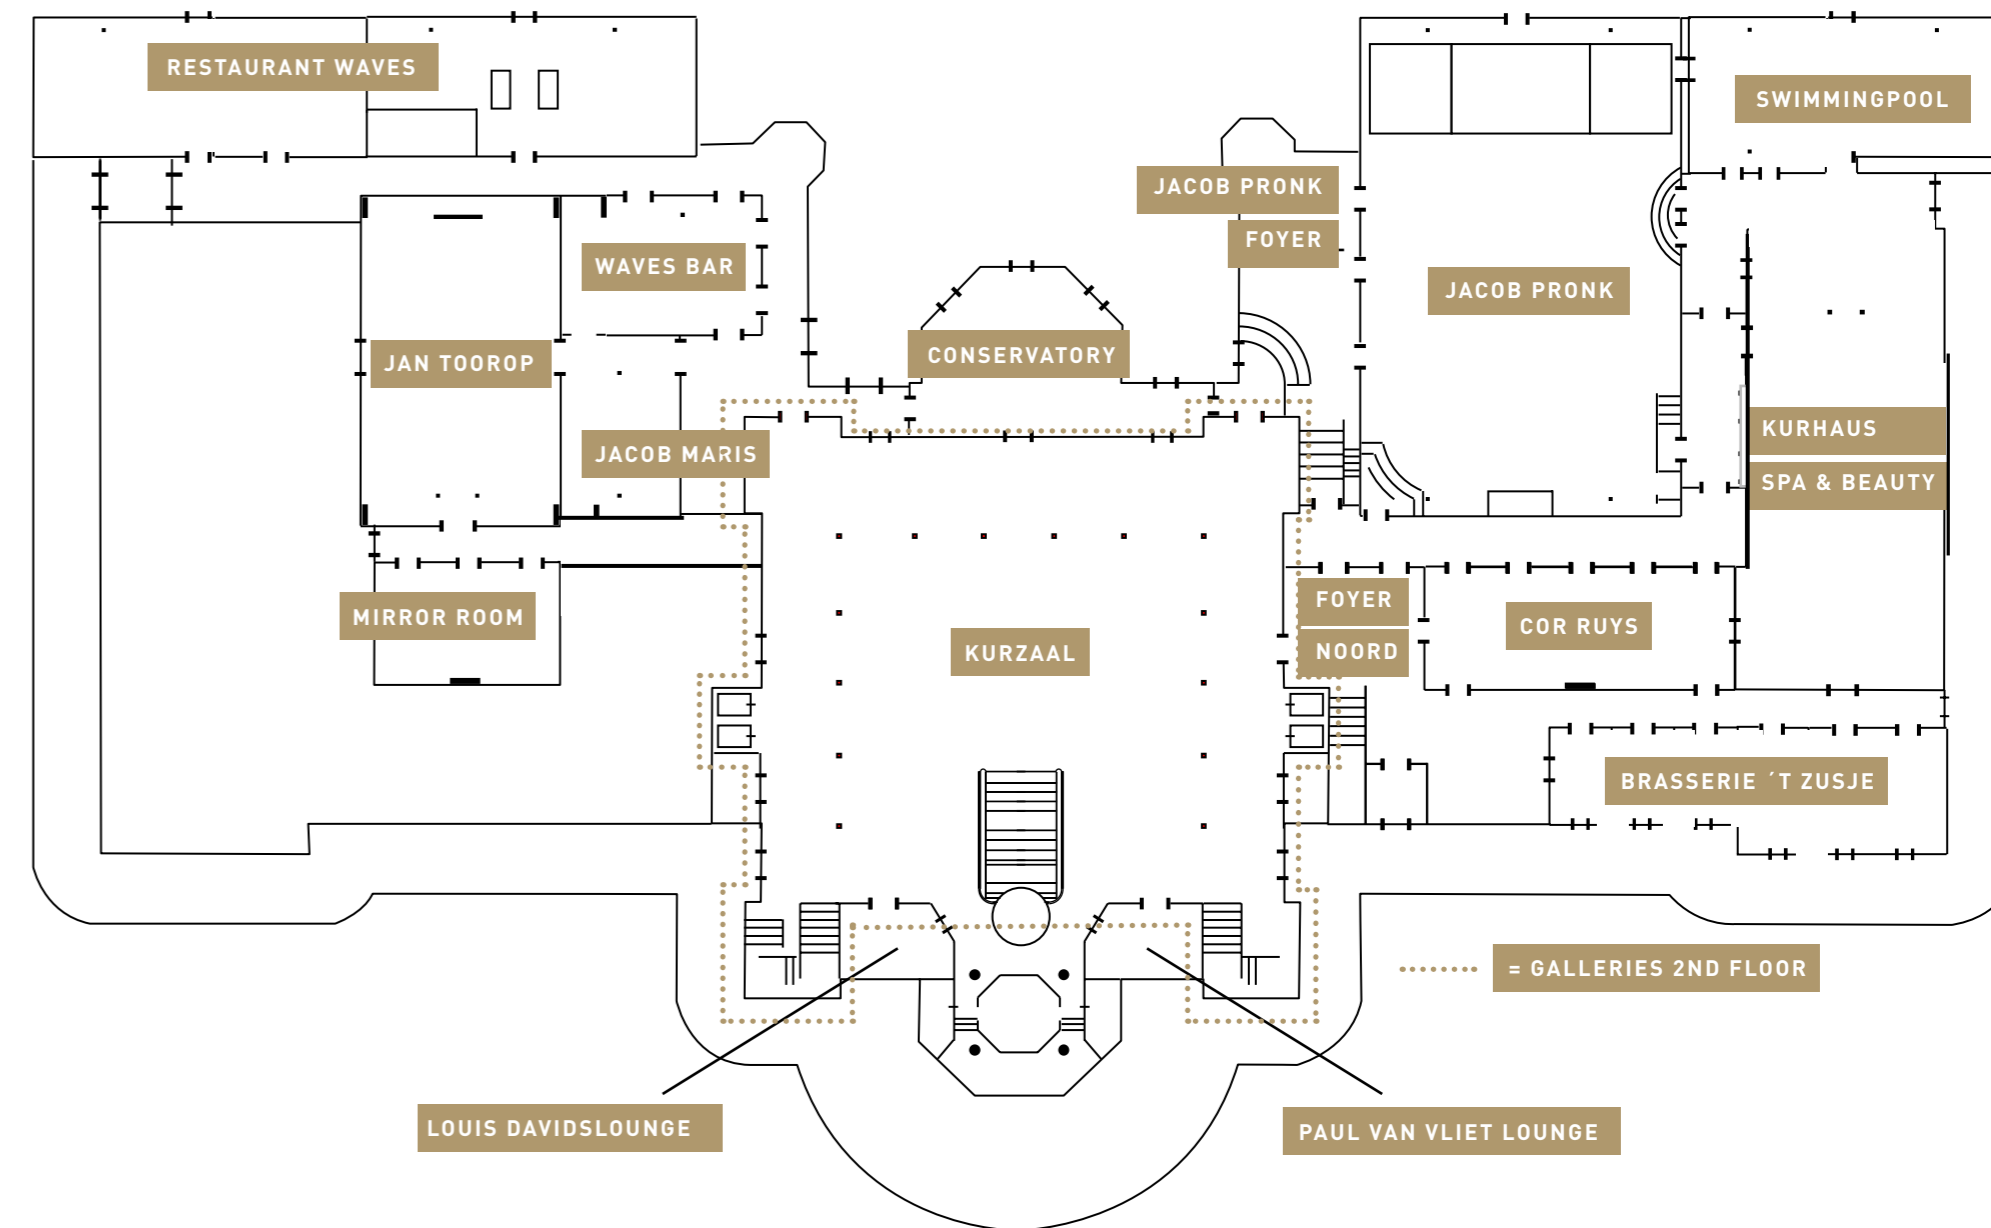 RESTAURANT WAVES
SWIMMINGPOOL
JACOB PRONK
FOYER
WAVES BAR
JACOB PRONK
CONSERVATORY
JAN TOOROP
JACOB MARIS
KURHAUS
SPA & BEAUTY
MIRROR ROOM
KURZAAL
FOYER
NOORD
COR RUYS
BRASSERIE ´T ZUSJE
= GALLERIES 2ND FLOOR
LOUIS DAVIDSLOUNGE
PAUL VAN VLIET LOUNGE